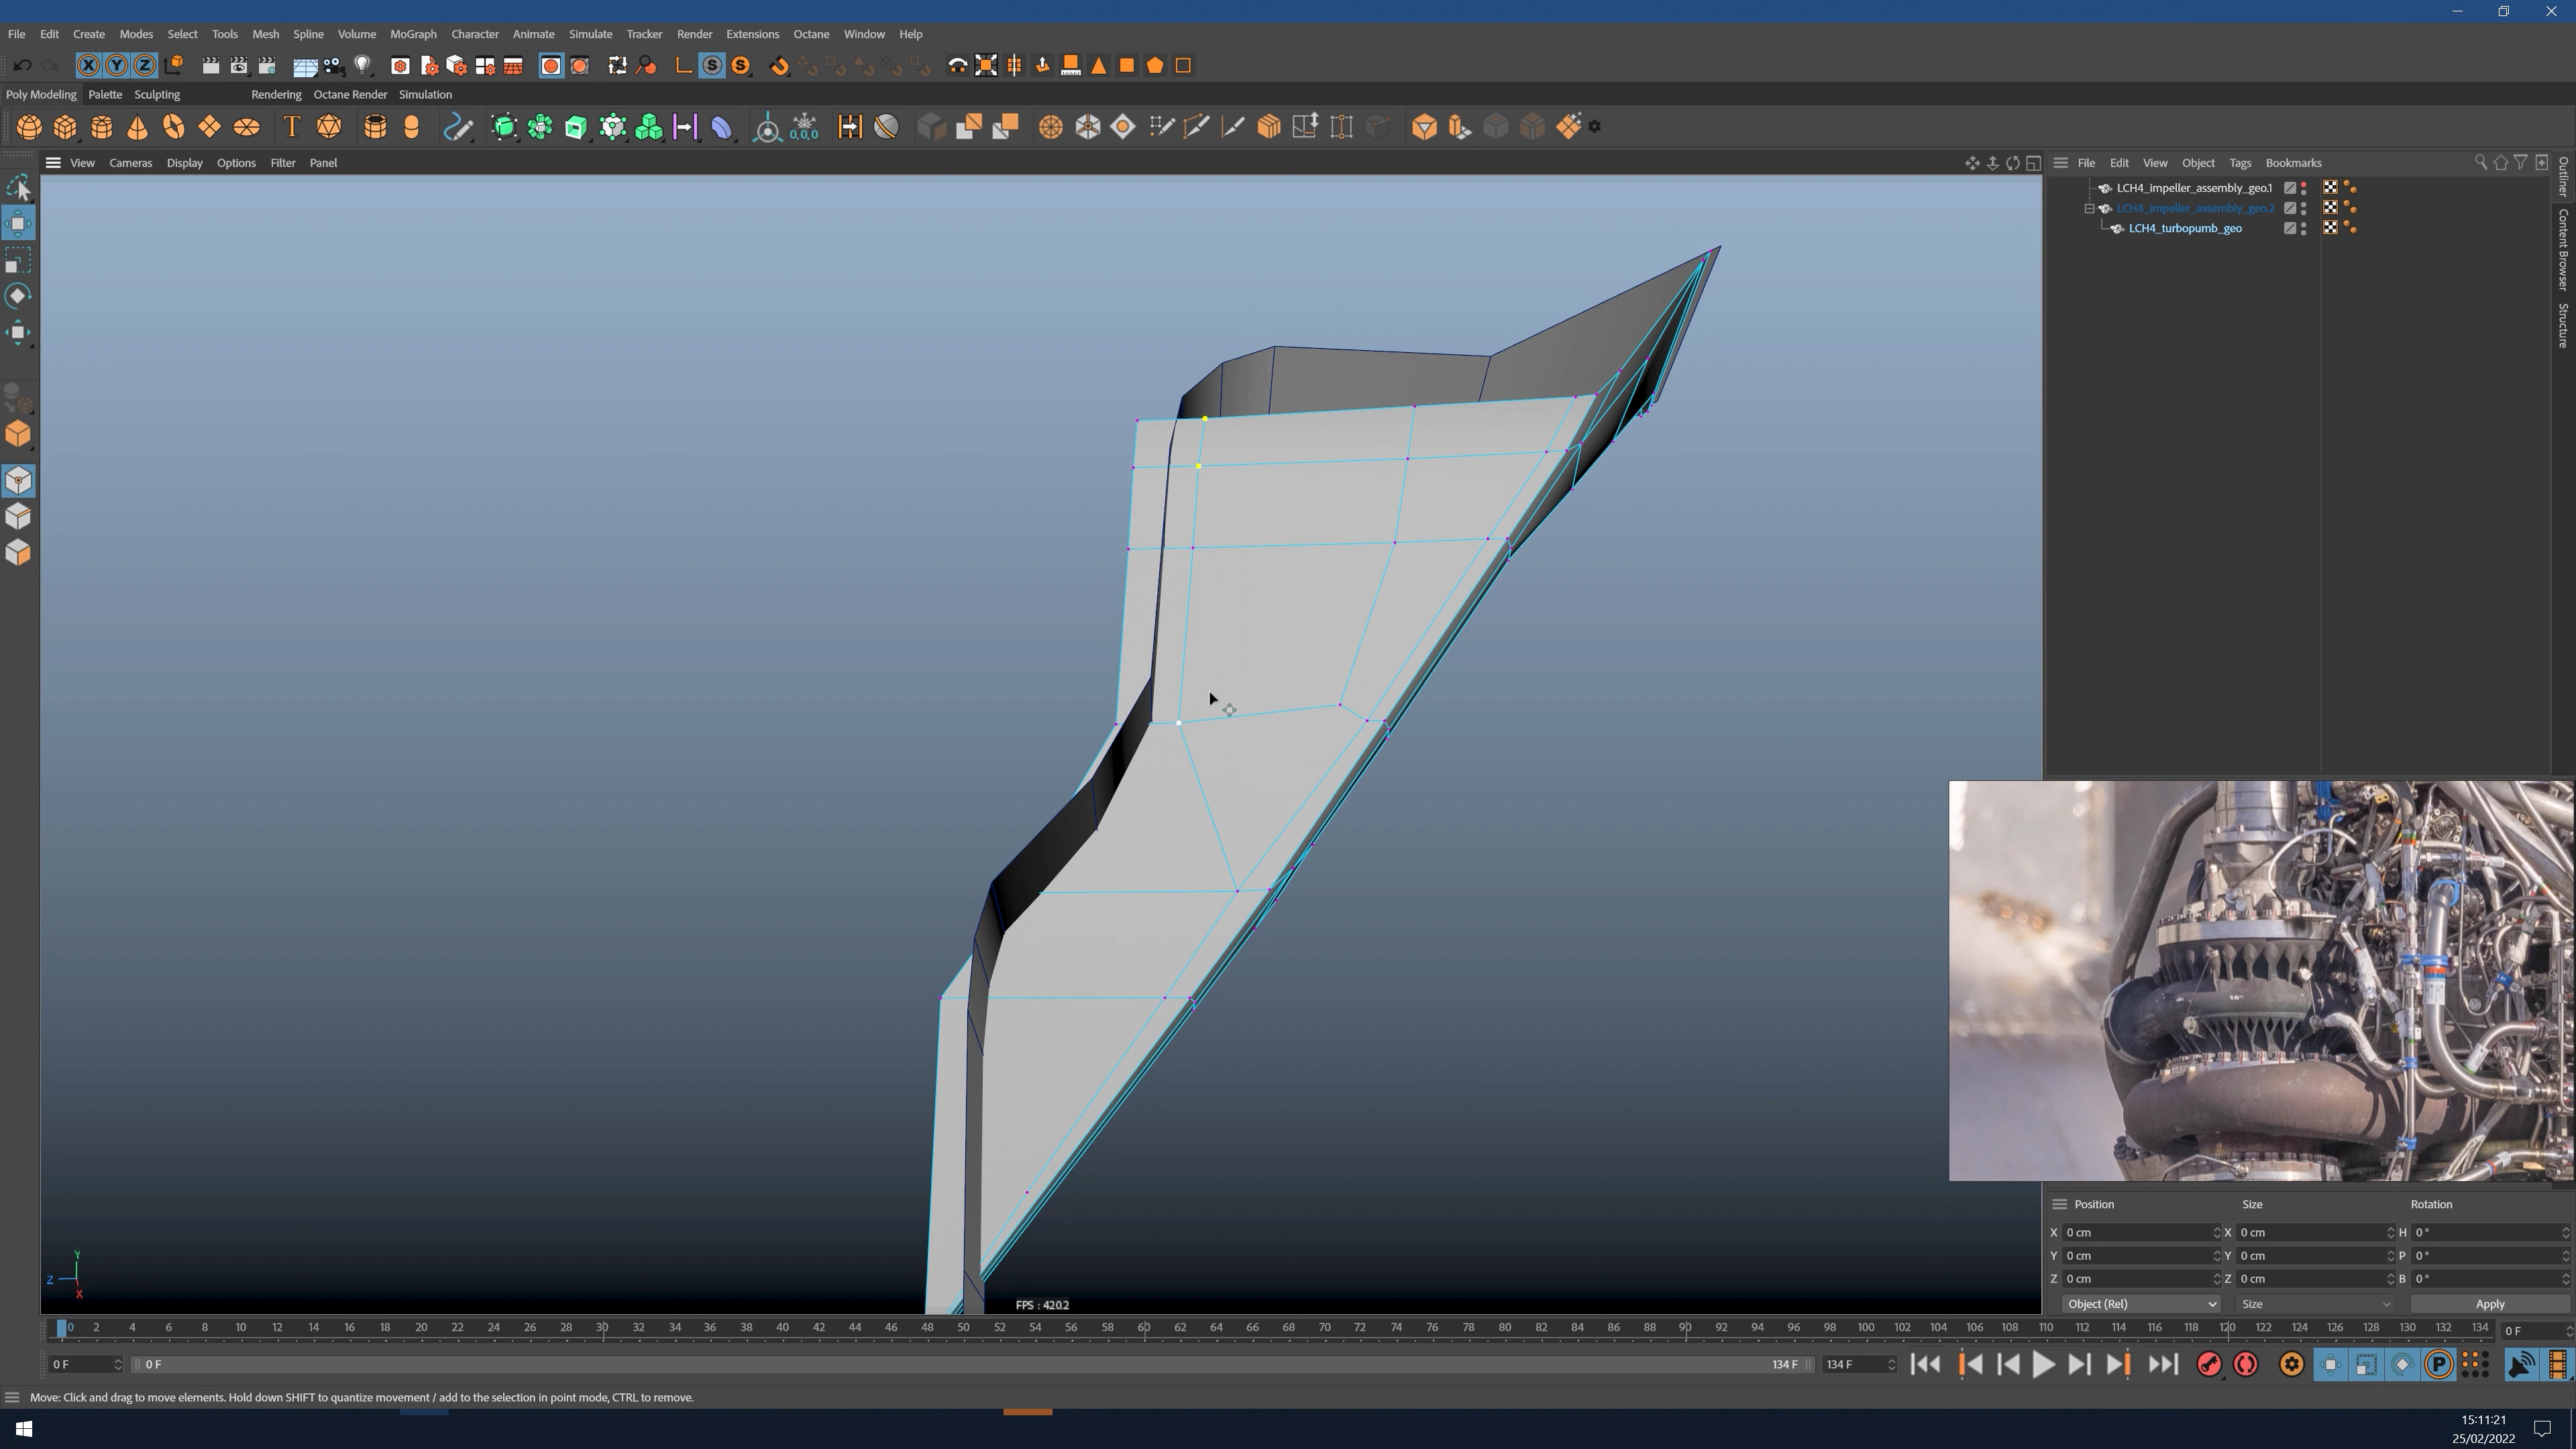 File Edit Create Modes Select Tools Mesh Spline Volume MoGraph Character Animate Simulate Tracker Render Extensions Octane Window Help
X Y Z S S
Poly Modeling Palette Sculpting Rendering Octane Render Simulation
T 0,0,0
View Cameras Display Options Filter Panel
File Edit View Object Tags Bookmarks
Outliner
Content Browser
Structure
LCH4_impeller_assembly_geo.1
LCH4_impeller_assembly_geo.2
LCH4_turbopumb_geo
Y
Z
X
FPS : 420.2
Position Size Rotation
X 0 cm X 0 cm H 0 °
Y 0 cm Y 0 cm P 0 °
Z 0 cm Z 0 cm B 0 °
Object (Rel) Size Apply
0 2 4 6 8 10 12 14 16 18 20 22 24 26 28 30 32 34 36 38 40 42 44 46 48 50 52 54 56 58 60 62 64 66 68 70 72 74 76 78 80 82 84 86 88 90 92 94 96 98 100 102 104 106 108 110 112 114 116 118 120 122 124 126 128 130 132 134 0 F
0 F 0 F 134 F 134 F P
Move: Click and drag to move elements. Hold down SHIFT to quantize movement / add to the selection in point mode, CTRL to remove.
15:11:21
25/02/2022